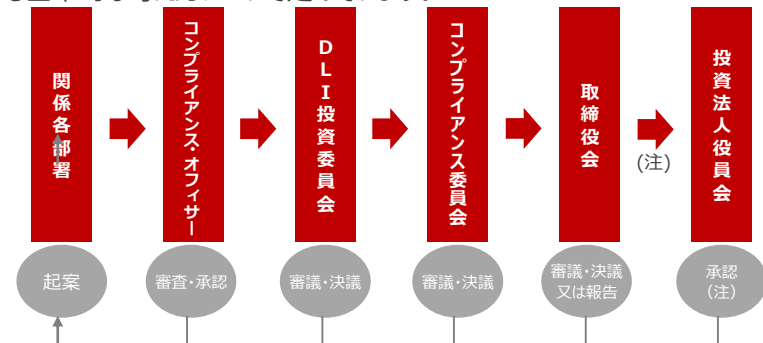 関係各部署
コンプライアンス・オフィサー
DLI投資委員会
コンプライアンス委員会
取締役会
(注)
投資法人役員会
起案
審査・承認
審議・決議
審議・決議
審議・決議
又は報告
承認
(注)